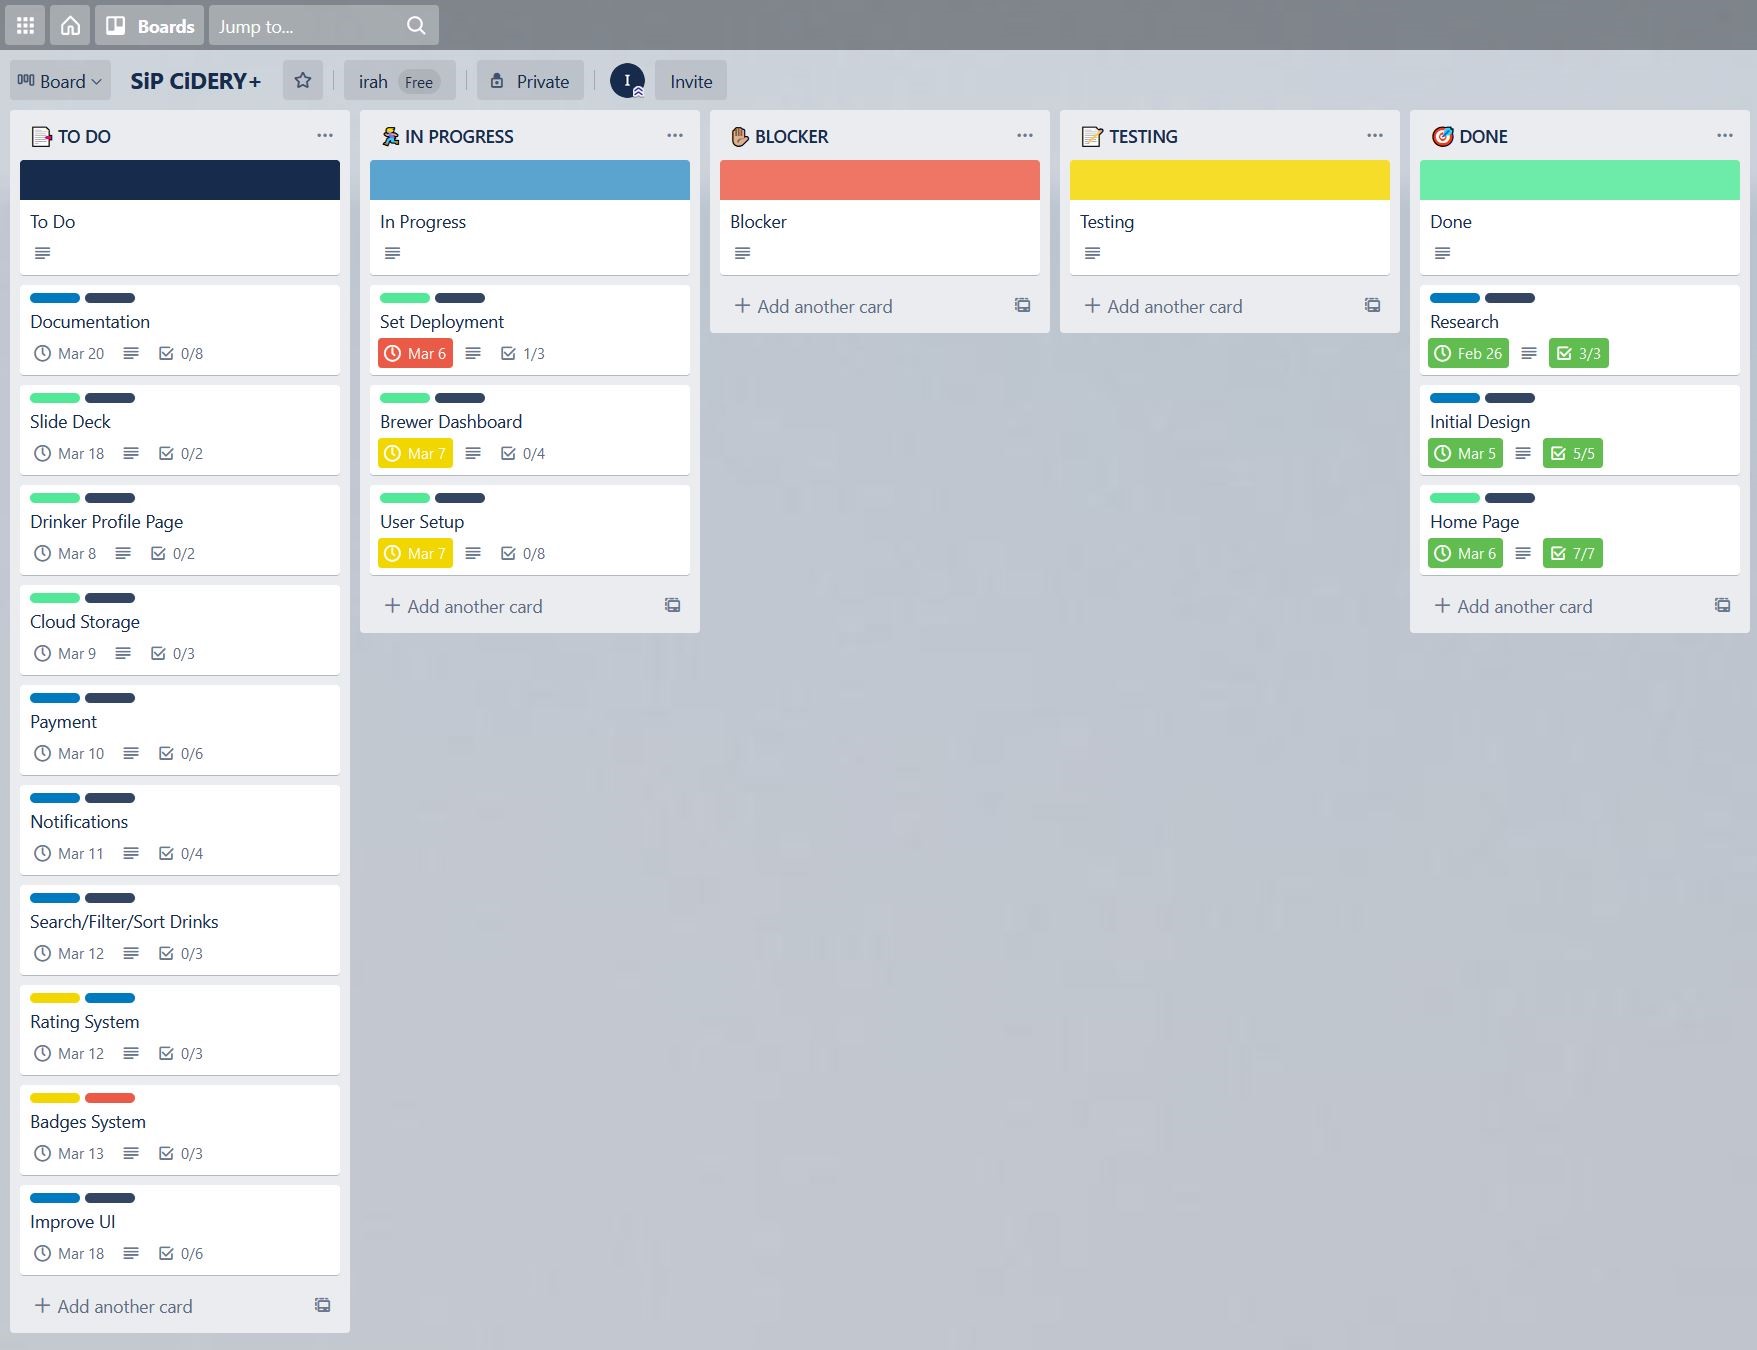 Boards
Jump to...
Board
SiP CiDERY+
irah Free
Private
I
Invite
TO DO
To Do
Documentation
Mar 20 0/8
Slide Deck
Mar 18 0/2
Drinker Profile Page
Mar 8 0/2
Cloud Storage
Mar 9 0/3
Payment
Mar 10 0/6
Notifications
Mar 11 0/4
Search/Filter/Sort Drinks
Mar 12 0/3
Rating System
Mar 12 0/3
Badges System
Mar 13 0/3
Improve UI
Mar 18 0/6
+ Add another card
IN PROGRESS
In Progress
Set Deployment
Mar 6 1/3
Brewer Dashboard
Mar 7 0/4
User Setup
Mar 7 0/8
+ Add another card
BLOCKER
Blocker
+ Add another card
TESTING
Testing
+ Add another card
DONE
Done
Research
Feb 26 3/3
Initial Design
Mar 5 5/5
Home Page
Mar 6 7/7
+ Add another card